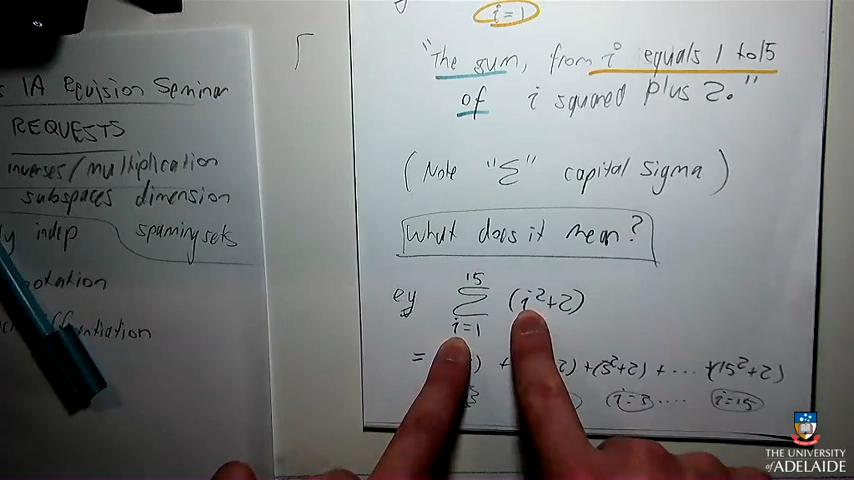 1A Revision Seminar
REQUESTS
inverses/multiplication
subspaces dimension
indep spanning sets
i=1
"The sum, from i equals 1 to 15
of i squared plus 2."
(Note "Σ" capital sigma)
What does it mean?
eg 15
Σ (i²+2)
i=1
= ) + 2) + (3²+2) + ... + (15²+2)
i=3 .... i=15
THE UNIVERSITY
of ADELAIDE